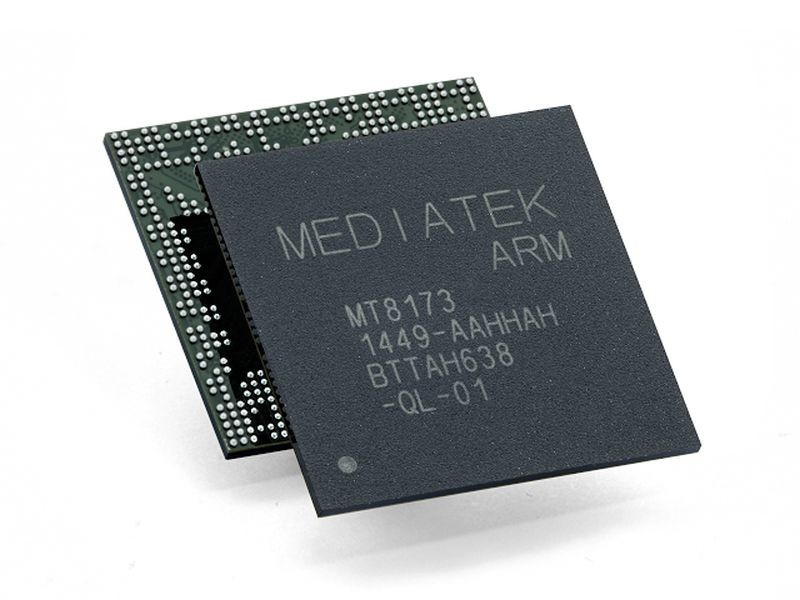 MEDIATEK
ARM
MT8173
1449-AAHHAH
BTTAH638
-QL-01